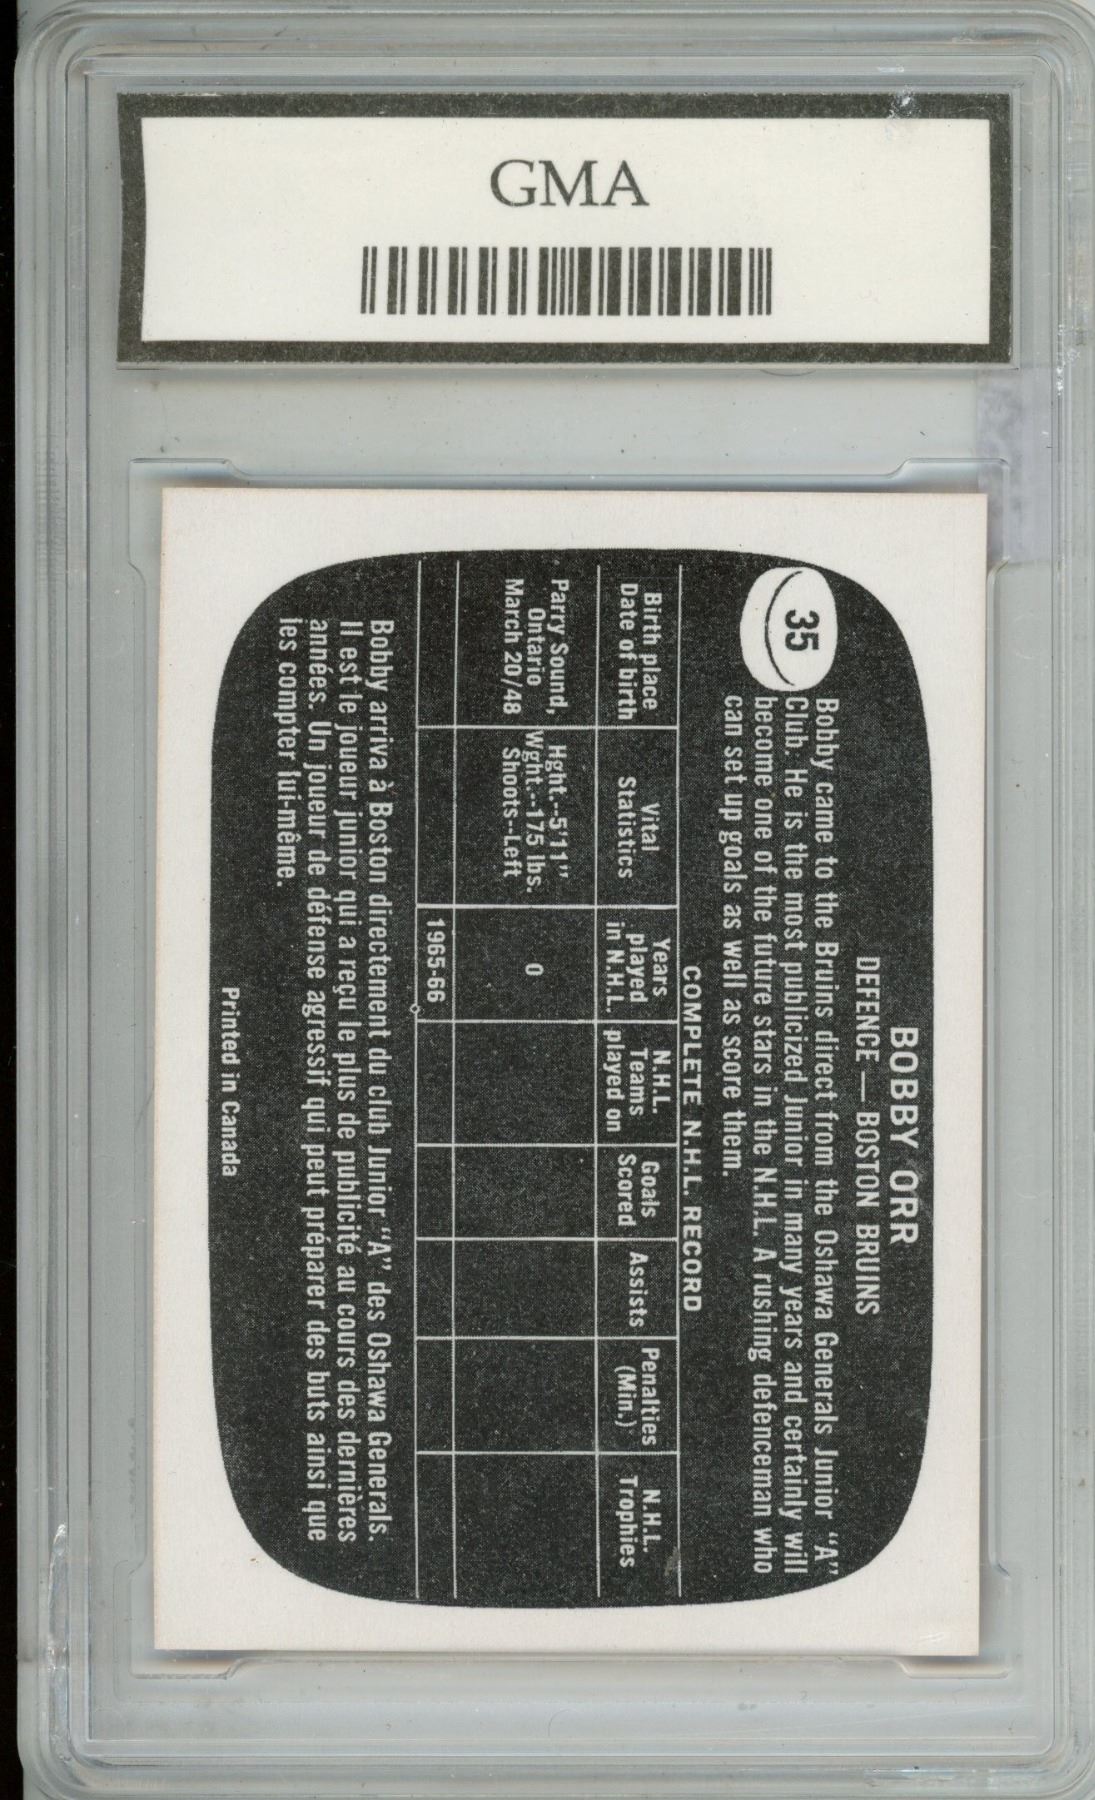 GMA
BOBBY ORR
DEFENCE — BOSTON BRUINS
35
Bobby came to the Bruins direct from the Oshawa Generals Junior “A”
Club. He is the most publicized Junior in many years and certainly will
become one of the future stars in the N.H.L. A rushing defenceman who
can set up goals as well as score them.
COMPLETE N.H.L. RECORD
Birth place
Date of birth
Vital
Statistics
Years
played
in N.H.L.
N.H.L.
Teams
played on
Goals
Scored
Assists
Penalties
(Min.)
N.H.L.
Trophies
Parry Sound,
Ontario
March 20/48
Hght.--5'11"
Wght.--175 lbs.
Shoots--Left
0
1965-66
Bobby arriva à Boston directement du club Junior “A” des Oshawa Generals.
Il est le joueur junior qui a reçu le plus de publicité au cours des dernières
années. Un joueur de défense agressif qui peut préparer des buts ainsi que
les compter lui-même.
Printed in Canada